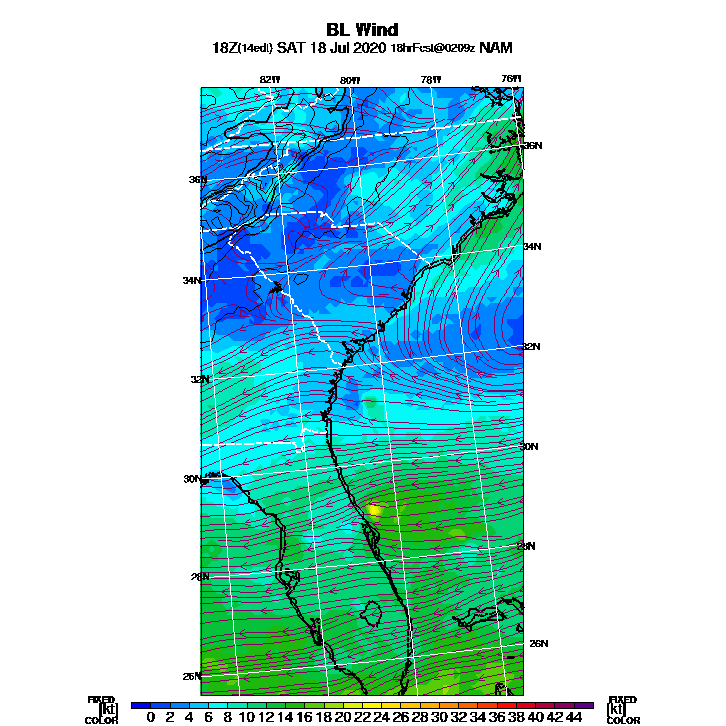 BL Wind
18Z(14edt) SAT 18 Jul 2020 18hrFcst@0209z NAM
82W 80W 78W 76W
36N
36N
34N
34N
32N
32N
30N
30N
28N
28N
26N
26N
FIXED FIXED
[kt] 0 2 4 6 8 10 12 14 16 18 20 22 24 26 28 30 32 34 36 38 40 42 44 [kt]
COLOR COLOR